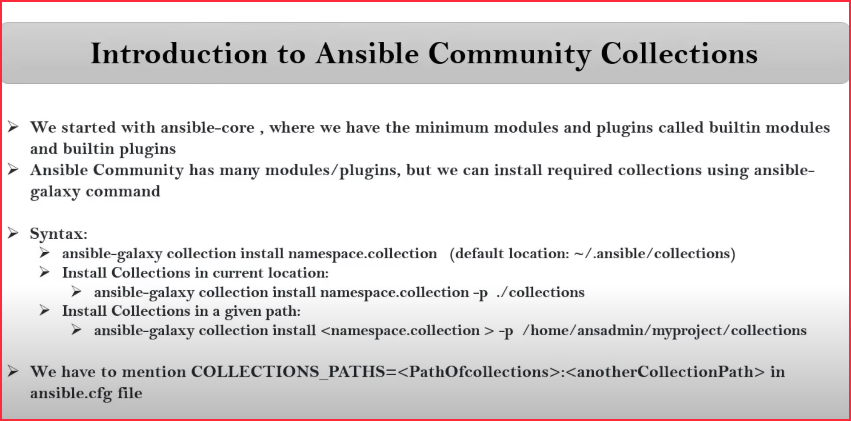 Introduction to Ansible Community Collections
We started with ansible-core , where we have the minimum modules and plugins called builtin modules
and builtin plugins
Ansible Community has many modules/plugins, but we can install required collections using ansible-
galaxy command
Syntax:
ansible-galaxy collection install namespace.collection (default location: ~/.ansible/collections)
Install Collections in current location:
ansible-galaxy collection install namespace.collection -p ./collections
Install Collections in a given path:
ansible-galaxy collection install <namespace.collection > -p /home/ansadmin/myproject/collections
We have to mention COLLECTIONS_PATHS=<PathOfcollections>:<anotherCollectionPath> in
ansible.cfg file